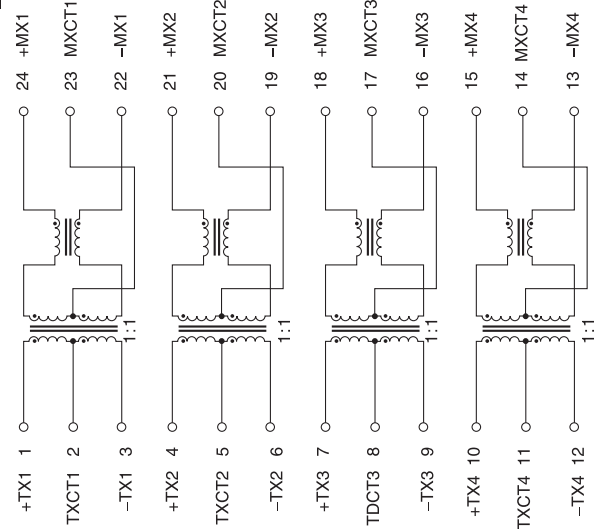 24 +MX1
23 MXCT1
22 −MX1
21 +MX2
20 MXCT2
19 −MX2
18 +MX3
17 MXCT3
16 −MX3
15 +MX4
14 MXCT4
13 −MX4
1:1
1:1
1:1
1:1
+TX1 1
TXCT1 2
−TX1 3
+TX2 4
TXCT2 5
−TX2 6
+TX3 7
TDCT3 8
−TX3 9
+TX4 10
TXCT4 11
−TX4 12